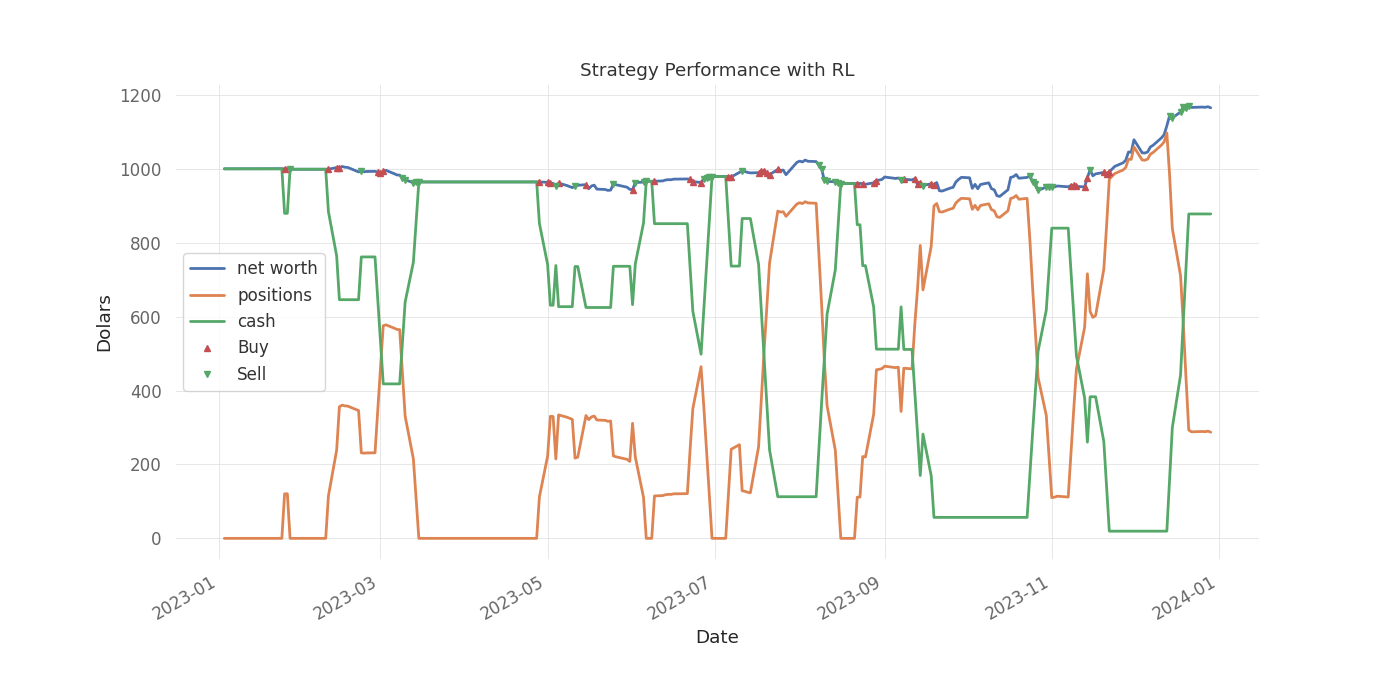 Strategy Performance with RL
Dolars
1200
1000
800
600
400
200
0
net worth
positions
cash
Buy
Sell
2023-01
2023-03
2023-05
2023-07
2023-09
2023-11
2024-01
Date